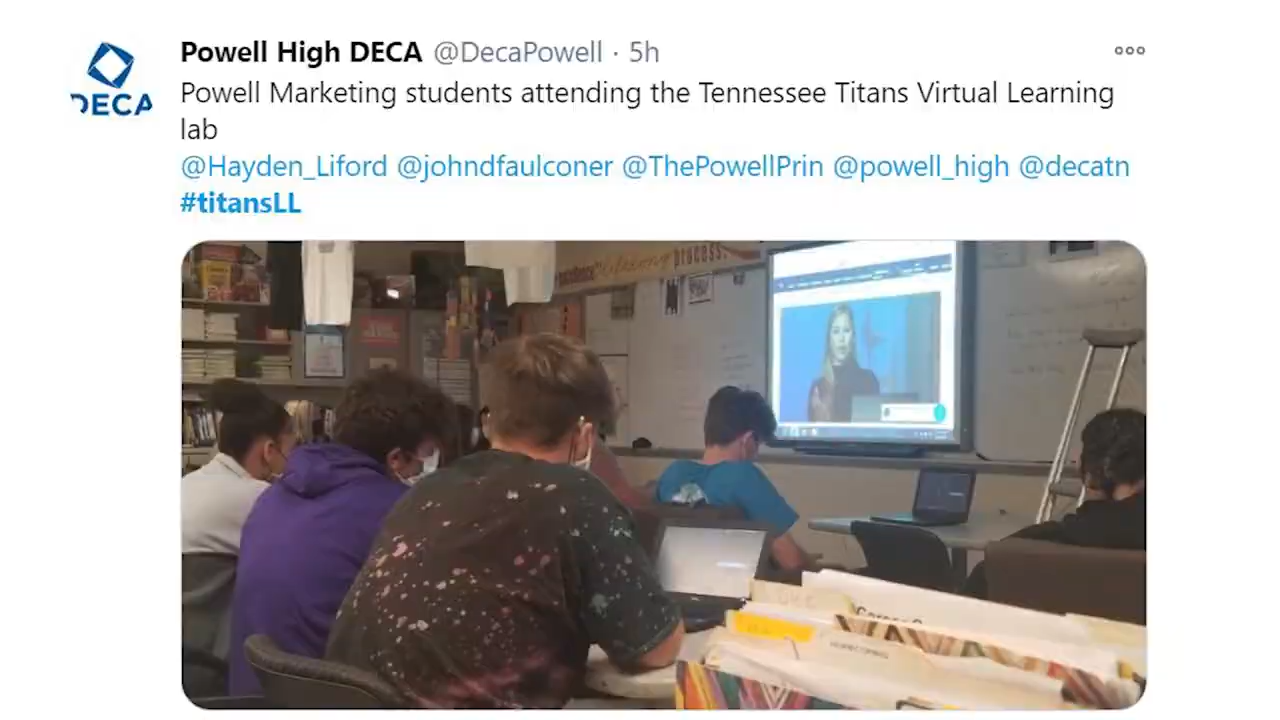 Powell High DECA @DecaPowell · 5h
DECA
Powell Marketing students attending the Tennessee Titans Virtual Learning
lab
@Hayden_Liford @johndfaulconer @ThePowellPrin @powell_high @decatn
#titansLL
process.